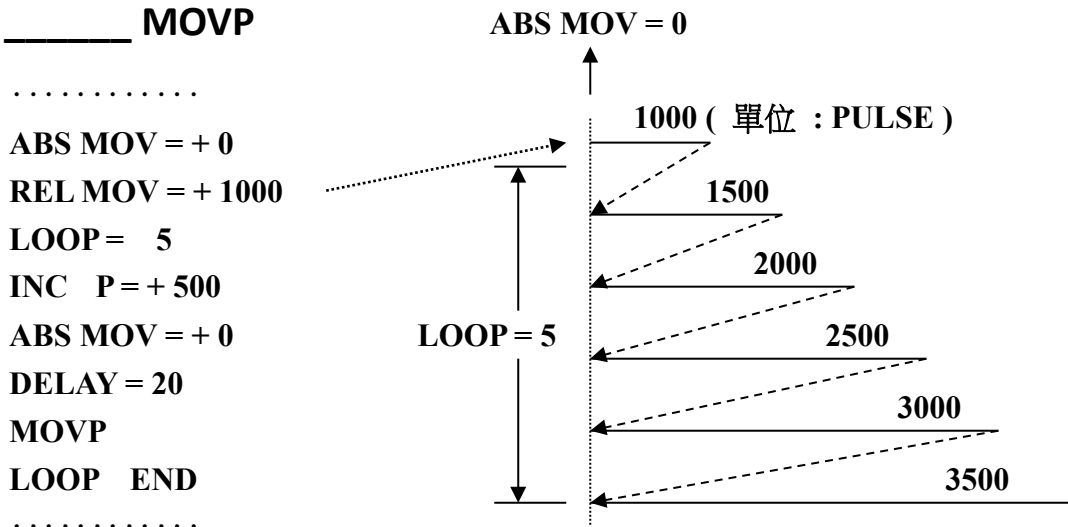 ______ MOVP
............
ABS MOV = + 0
REL MOV = + 1000
LOOP = 5
INC P = + 500
ABS MOV = + 0
DELAY = 20
MOVP
LOOP END
............
ABS MOV = 0
1000 ( 單位 : PULSE )
1500
2000
LOOP = 5
2500
3000
3500